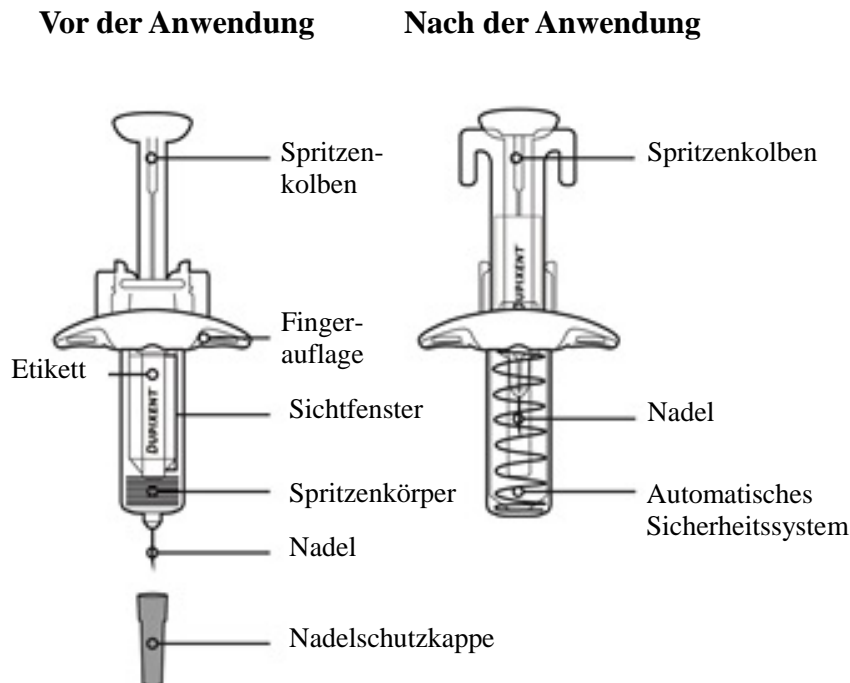 Vor der Anwendung
Spritzen-
kolben
Finger-
auflage
Etikett
Sichtfenster
DUPIXENT
Spritzenkörper
Nadel
Nadelschutzkappe
Nach der Anwendung
Spritzenkolben
DUPIXENT
Nadel
Automatisches
Sicherheitssystem